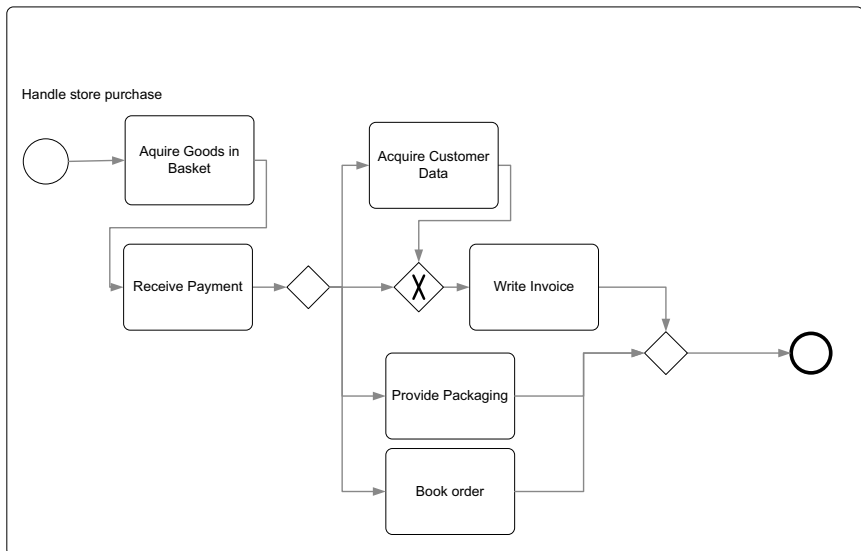 Handle store purchase
Aquire Goods in
Basket
Acquire Customer
Data
Receive Payment
X
Write Invoice
Provide Packaging
Book order